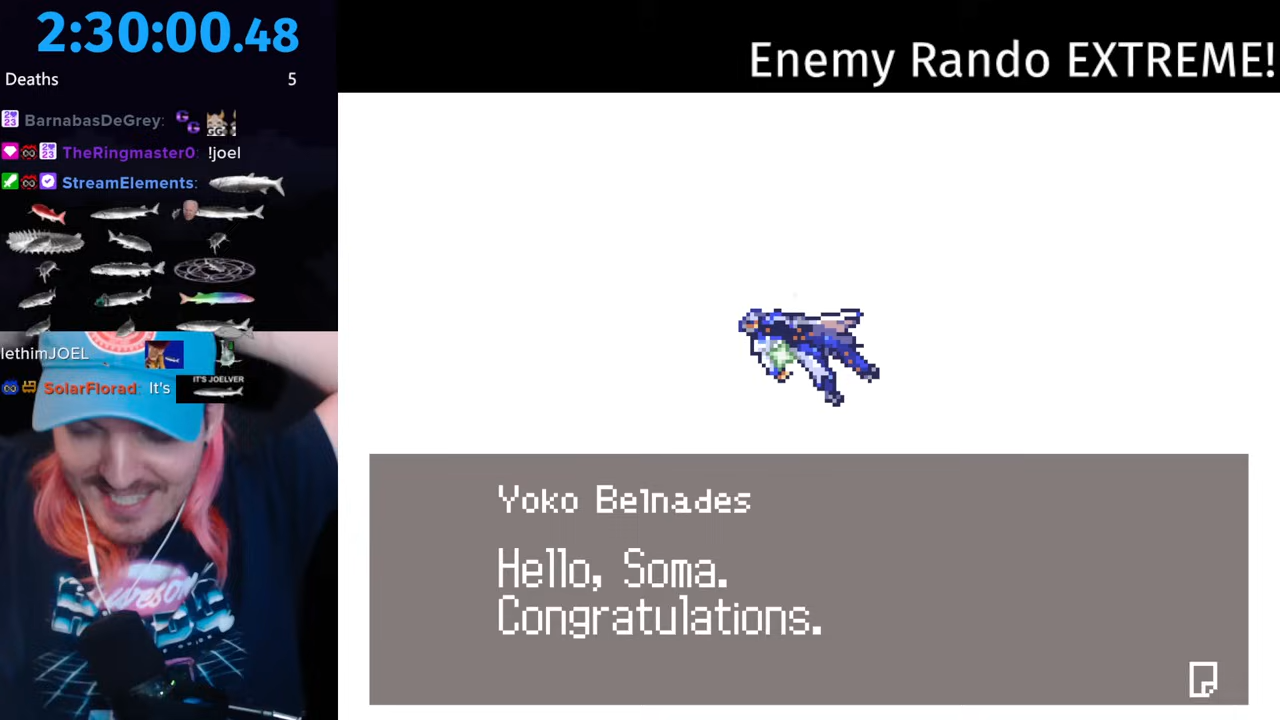 2:30:00.48
Deaths 5
BarnabasDeGrey: GG
TheRingmaster0: !joel
StreamElements:
lethimJOEL
SolarFlorad: It's IT'S JOELVER
Enemy Rando EXTREME!
Yoko Belnades
Hello, Soma.
Congratulations.